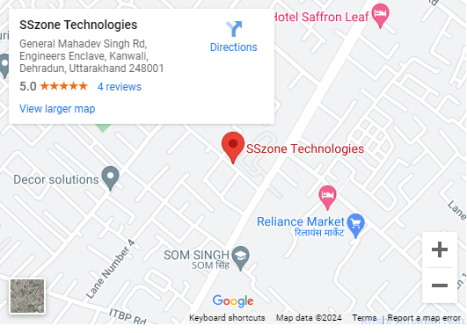 SSzone Technologies
General Mahadev Singh Rd,
Engineers Enclave, Kanwali,
Dehradun, Uttarakhand 248001
5.0 4 reviews
View larger map
Directions
Hotel Saffron Leaf
SSzone Technologies
Decor solutions
Reliance Market
रिलायंस मार्केट
Lane Number 4
SOM SINGH
SOM सिंह
ITBP Rd
Google
Keyboard shortcuts Map data ©2024 Terms Report a map error